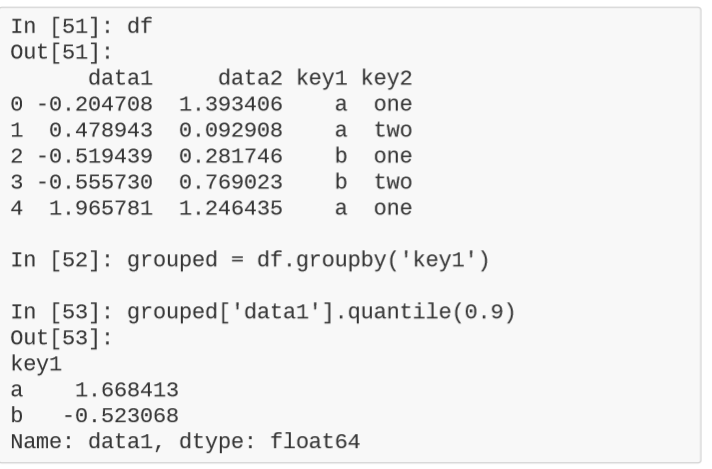 In [51]: df
Out[51]:
      data1     data2 key1 key2
0 -0.204708  1.393406    a  one
1  0.478943  0.092908    a  two
2 -0.519439  0.281746    b  one
3 -0.555730  0.769023    b  two
4  1.965781  1.246435    a  one
In [52]: grouped = df.groupby('key1')
In [53]: grouped['data1'].quantile(0.9)
Out[53]:
key1
a    1.668413
b   -0.523068
Name: data1, dtype: float64